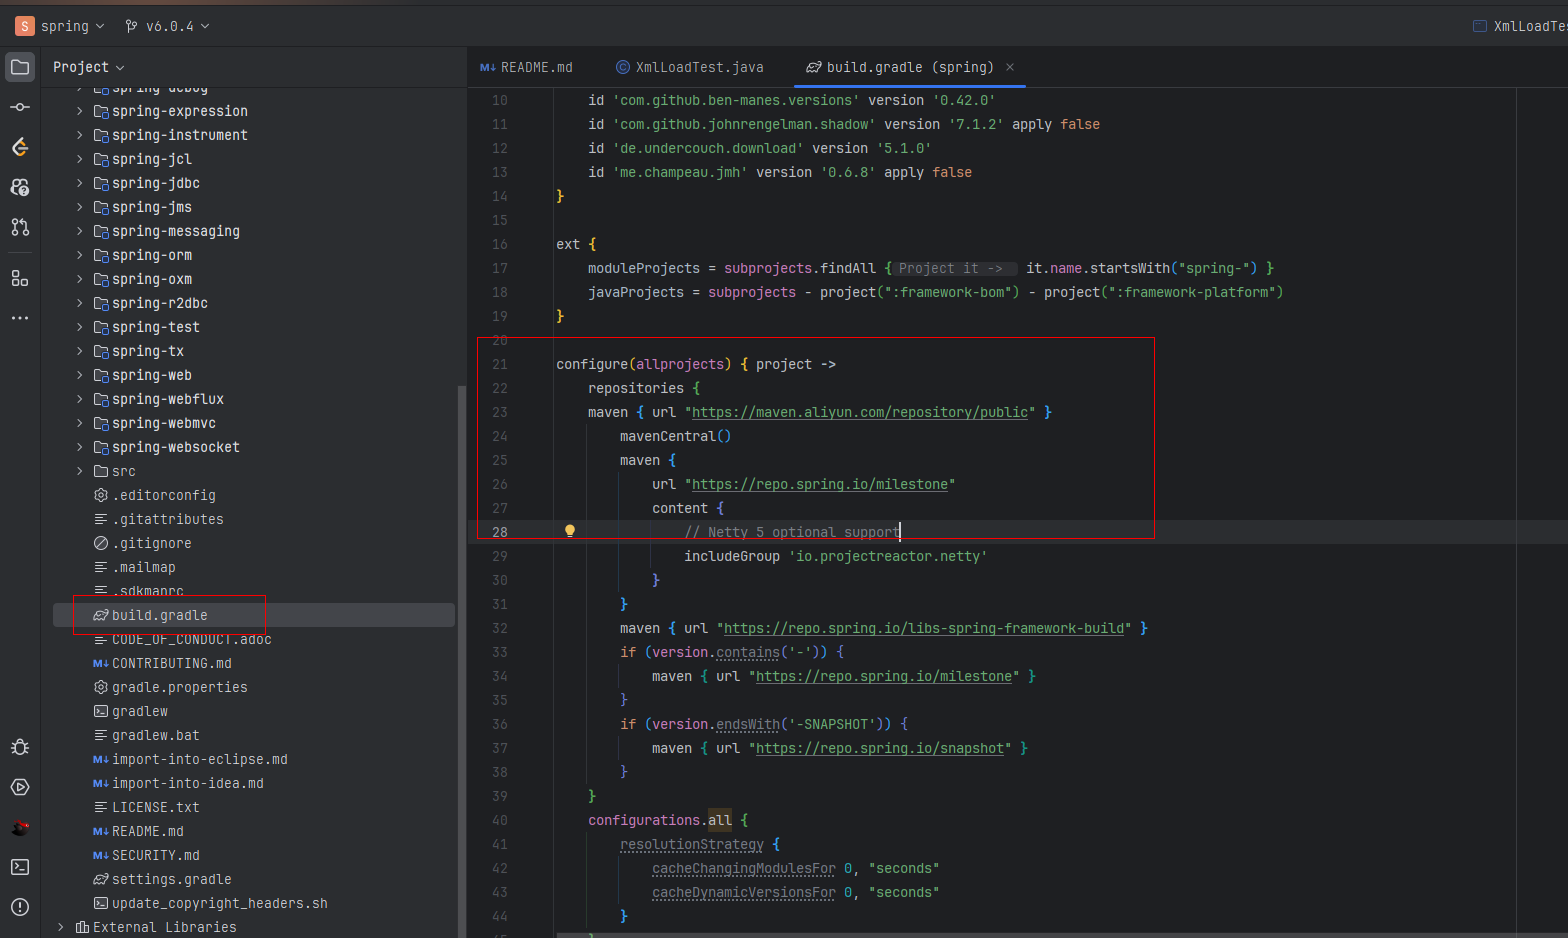 S spring v6.0.4 XmlLoadTes
Project
README.md XmlLoadTest.java build.gradle (spring)
spring-debug
spring-expression
spring-instrument
spring-jcl
spring-jdbc
spring-jms
spring-messaging
spring-orm
spring-oxm
spring-r2dbc
spring-test
spring-tx
spring-web
spring-webflux
spring-webmvc
spring-websocket
src
.editorconfig
.gitattributes
.gitignore
.mailmap
.sdkmanrc
build.gradle
CODE_OF_CONDUCT.adoc
M↓ CONTRIBUTING.md
gradle.properties
gradlew
gradlew.bat
M↓ import-into-eclipse.md
M↓ import-into-idea.md
LICENSE.txt
M↓ README.md
M↓ SECURITY.md
settings.gradle
update_copyright_headers.sh
External Libraries
10 id 'com.github.ben-manes.versions' version '0.42.0'
11 id 'com.github.johnrengelman.shadow' version '7.1.2' apply false
12 id 'de.undercouch.download' version '5.1.0'
13 id 'me.champeau.jmh' version '0.6.8' apply false
14 }
15
16 ext {
17 moduleProjects = subprojects.findAll { Project it -> it.name.startsWith("spring-") }
18 javaProjects = subprojects - project(":framework-bom") - project(":framework-platform")
19 }
20
21 configure(allprojects) { project ->
22 repositories {
23 maven { url "https://maven.aliyun.com/repository/public" }
24 mavenCentral()
25 maven {
26 url "https://repo.spring.io/milestone"
27 content {
28 // Netty 5 optional support
29 includeGroup 'io.projectreactor.netty'
30 }
31 }
32 maven { url "https://repo.spring.io/libs-spring-framework-build" }
33 if (version.contains('-')) {
34 maven { url "https://repo.spring.io/milestone" }
35 }
36 if (version.endsWith('-SNAPSHOT')) {
37 maven { url "https://repo.spring.io/snapshot" }
38 }
39 }
40 configurations.all {
41 resolutionStrategy {
42 cacheChangingModulesFor 0, "seconds"
43 cacheDynamicVersionsFor 0, "seconds"
44 }